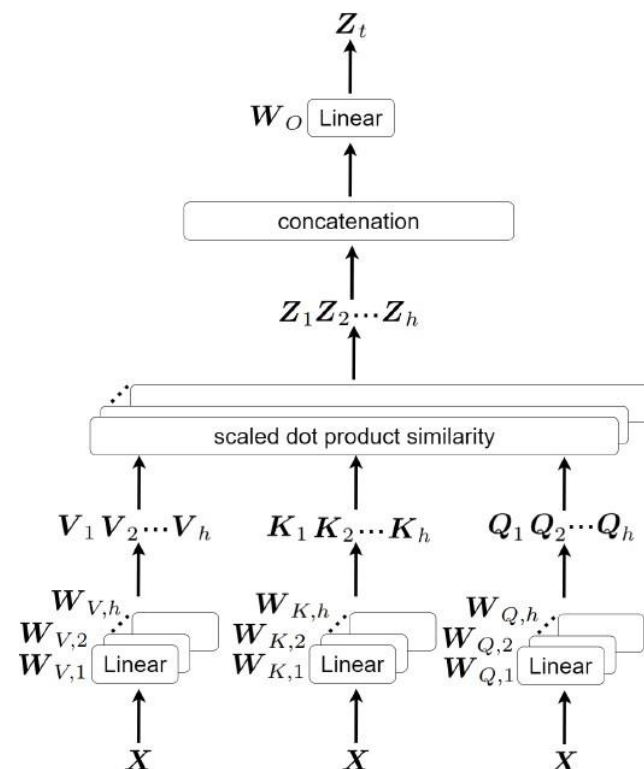 Z_t
W_O Linear
concatenation
Z_1 Z_2 ··· Z_h
scaled dot product similarity
V_1 V_2 ··· V_h K_1 K_2 ··· K_h Q_1 Q_2 ··· Q_h
W_{V,h} W_{K,h} W_{Q,h}
W_{V,2} W_{K,2} W_{Q,2}
W_{V,1} Linear W_{K,1} Linear W_{Q,1} Linear
X X X